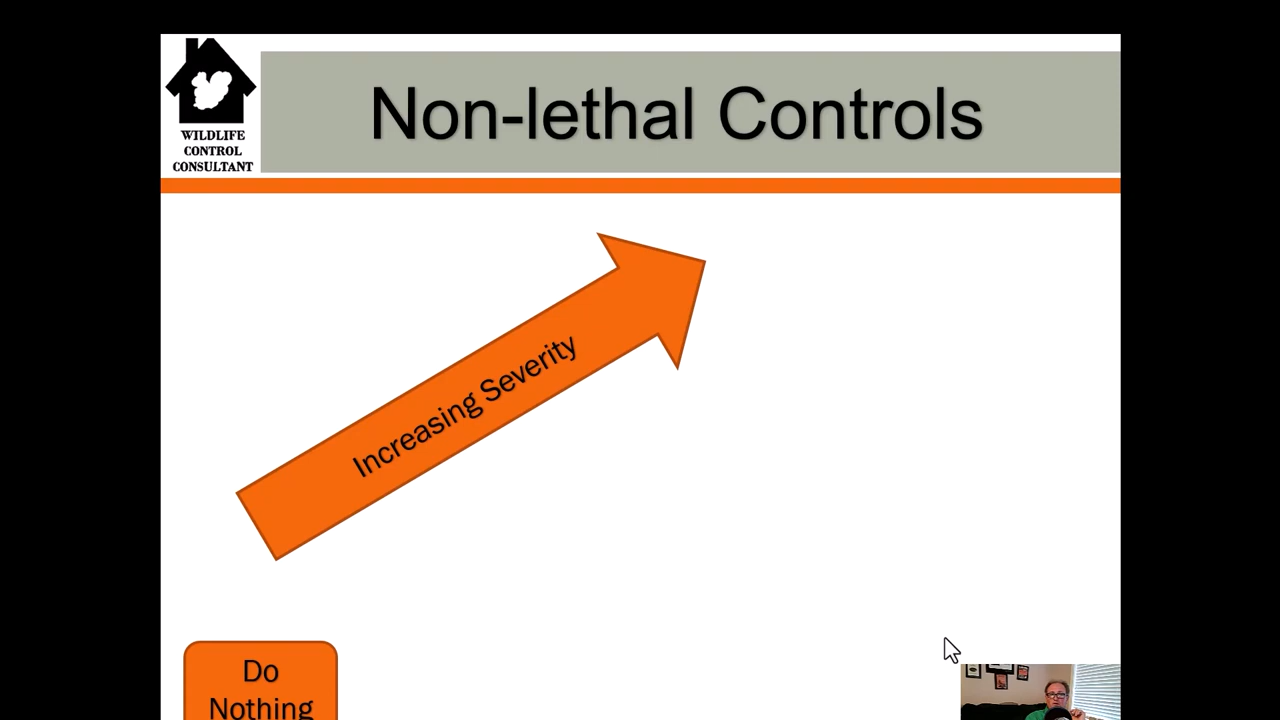 Non-lethal Controls
WILDLIFE
CONTROL
CONSULTANT
Increasing Severity
Do
Nothing